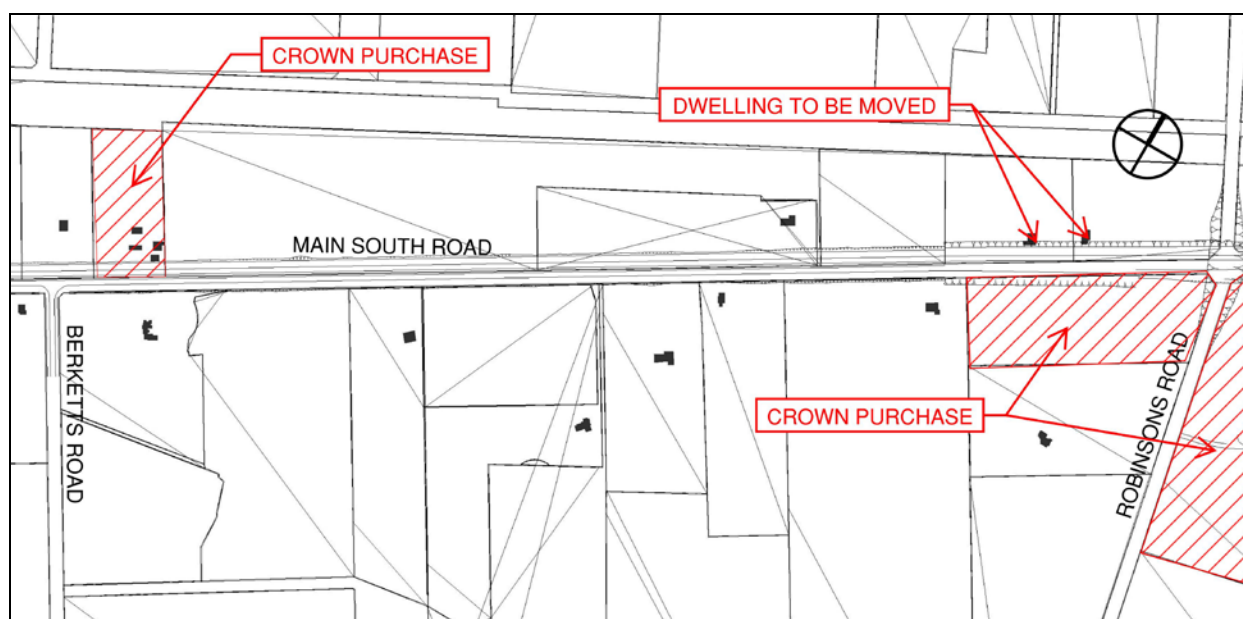 CROWN PURCHASE
DWELLING TO BE MOVED
MAIN SOUTH ROAD
BERKETTS ROAD
CROWN PURCHASE
ROBINSONS ROAD